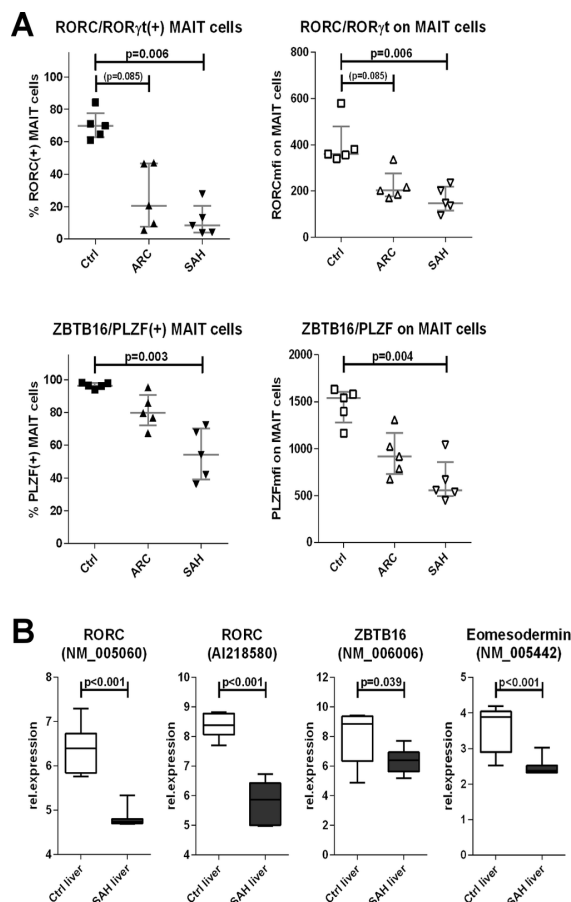 A
RORC/RORγt(+) MAIT cells
p=0.006
(p=0.085)
% RORC(+) MAIT cells
100
80
60
40
20
0
Ctrl
ARC
SAH
RORC/RORγt on MAIT cells
p=0.006
(p=0.085)
RORCmfi on MAIT cells
800
600
400
200
0
Ctrl
ARC
SAH
ZBTB16/PLZF(+) MAIT cells
p=0.003
% PLZF(+) MAIT cells
100
80
60
40
20
0
Ctrl
ARC
SAH
ZBTB16/PLZF on MAIT cells
p=0.004
PLZFmfi on MAIT cells
2000
1500
1000
500
0
Ctrl
ARC
SAH
B
RORC
(NM_005060)
p<0.001
rel.expression
8
7
6
5
4
Ctrl liver
SAH liver
RORC
(AI218580)
p<0.001
rel.expression
10
9
8
7
6
5
4
Ctrl liver
SAH liver
ZBTB16
(NM_006006)
p=0.039
rel.expression
12
10
8
6
4
2
0
Ctrl liver
SAH liver
Eomesodermin
(NM_005442)
p<0.001
rel.expression
5
4
3
2
1
0
Ctrl liver
SAH liver